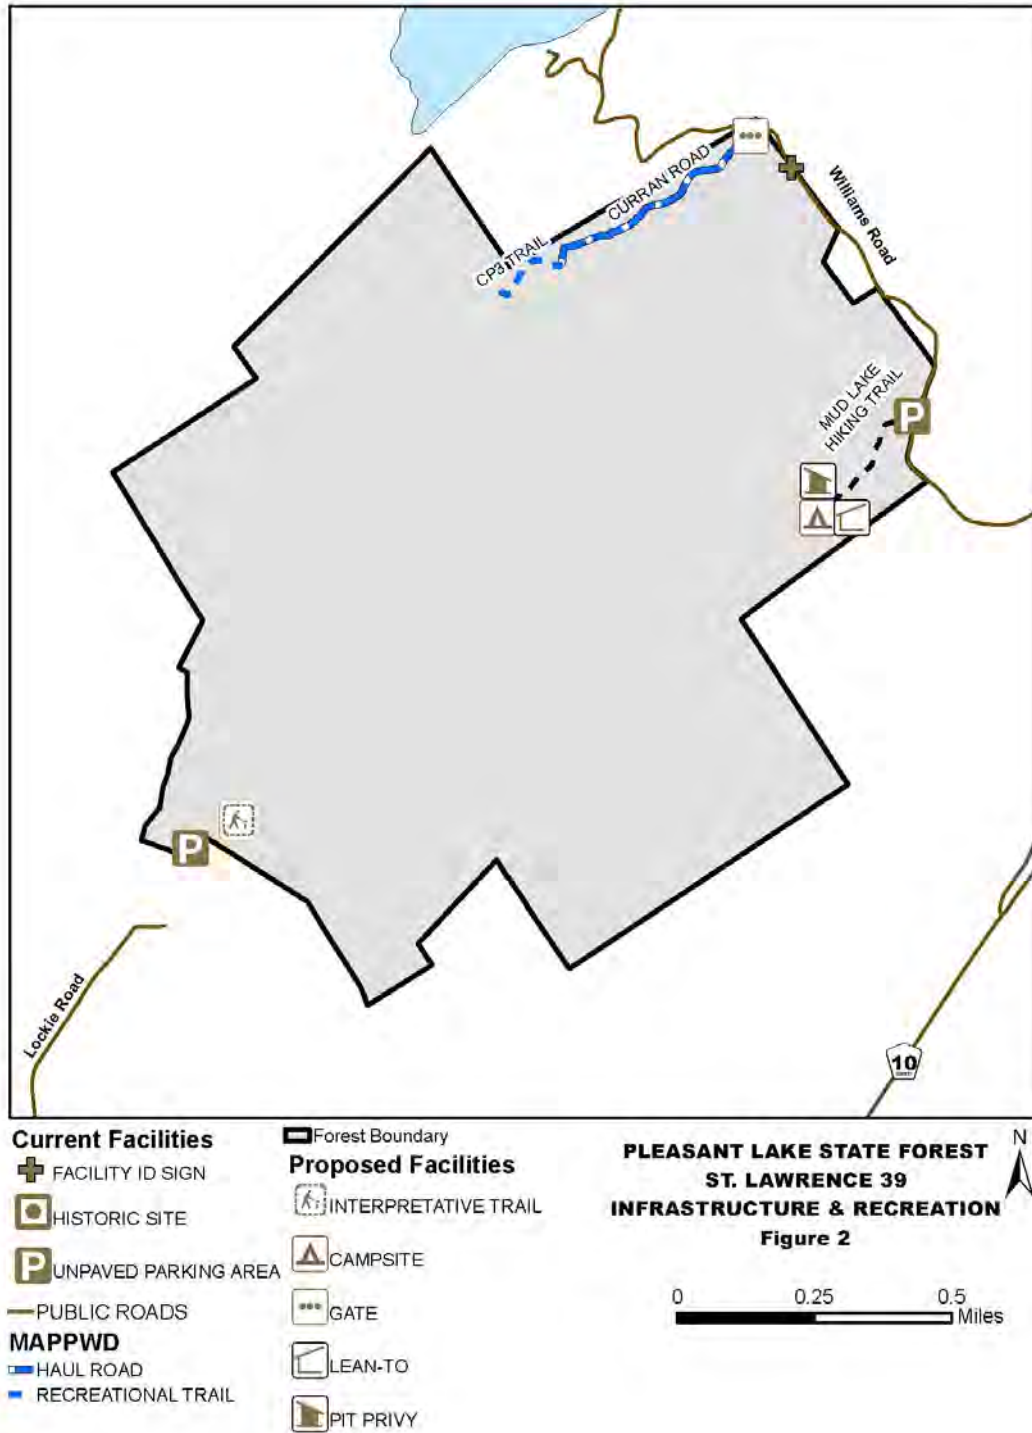 CURRAN ROAD
CP3 TRAIL
Williams Road
MUD LAKE
HIKING TRAIL
P
P
Lockie Road
10
Current Facilities
FACILITY ID SIGN
HISTORIC SITE
P UNPAVED PARKING AREA
PUBLIC ROADS
MAPPWD
HAUL ROAD
RECREATIONAL TRAIL
Forest Boundary
Proposed Facilities
INTERPRETATIVE TRAIL
CAMPSITE
GATE
LEAN-TO
PIT PRIVY
PLEASANT LAKE STATE FOREST
ST. LAWRENCE 39
INFRASTRUCTURE & RECREATION
Figure 2
N
0 0.25 0.5
Miles